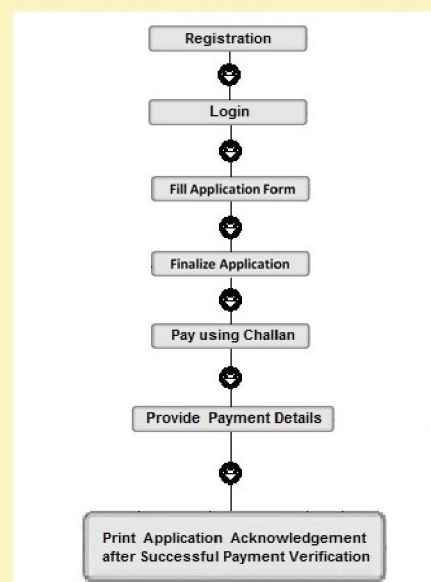 Registration
Login
Fill Application Form
Finalize Application
Pay using Challan
Provide Payment Details
Print Application Acknowledgement
after Successful Payment Verification